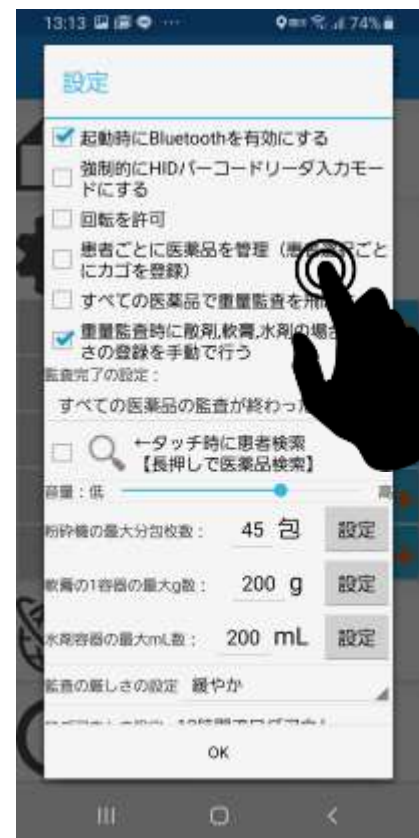 13:13 74%
設定
起動時にBluetoothを有効にする
強制的にHIDバーコードリーダ入力モー
ドにする
回転を許可
患者ごとに医薬品を管理(患
ごと
にカゴを登録)
すべての医薬品で重量監査を
重量監査時に散剤,軟膏,水剤の場合
さの登録を手動で行う
監査完了の設定:
すべての医薬品の監査が終わった
←タッチ時に患者検索
【長押しで医薬品検索】
音量:低 高
粉砕機の最大分包枚数: 45 包 設定
軟膏の1容器の最大g数: 200 g 設定
水剤容器の最大mL数: 200 mL 設定
監査の厳しさの設定 緩やか
OK